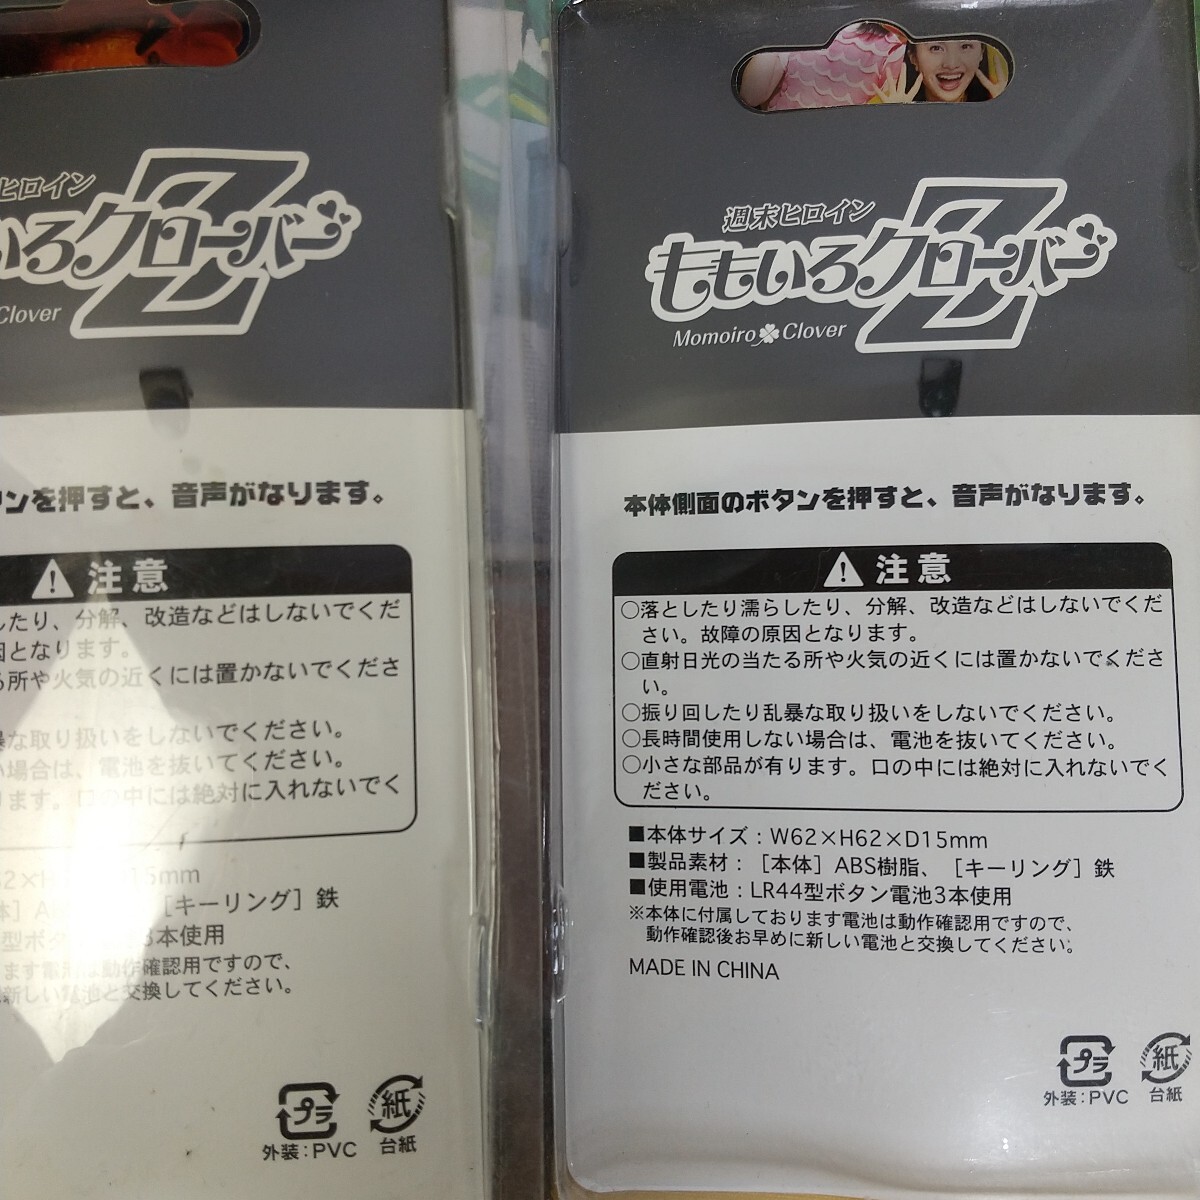 ヒロイン
いろクローバーZ
Clover
タンを押すと、音声がなります。
注意
したり、分解、改造などはしないでくだ
因となります。
る所や火気の近くには置かないでくださ
暴な取り扱いをしないでください。
い場合は、電池を抜いてください。
ります。口の中には絶対に入れないでく
[キーリング]鉄
3本使用
ます電池は動作確認用ですので、
新しい電池と交換してください。
プラ
外装:PVC
紙
台紙
週末ヒロイン
ももいろクローバーZ
Momoiro Clover
本体側面のボタンを押すと、音声がなります。
注意
○落としたり濡らしたり、分解、改造などはしないでくだ
さい。故障の原因となります。
○直射日光の当たる所や火気の近くには置かないでくださ
い。
○振り回したり乱暴な取り扱いをしないでください。
○長時間使用しない場合は、電池を抜いてください。
○小さな部品が有ります。口の中には絶対に入れないでく
ださい。
■本体サイズ:W62×H62×D15mm
■製品素材:[本体]ABS樹脂、[キーリング]鉄
■使用電池:LR44型ボタン電池3本使用
※本体に付属しております電池は動作確認用ですので、
動作確認後お早めに新しい電池と交換してください。
MADE IN CHINA
プラ
外装:PVC
紙
台紙